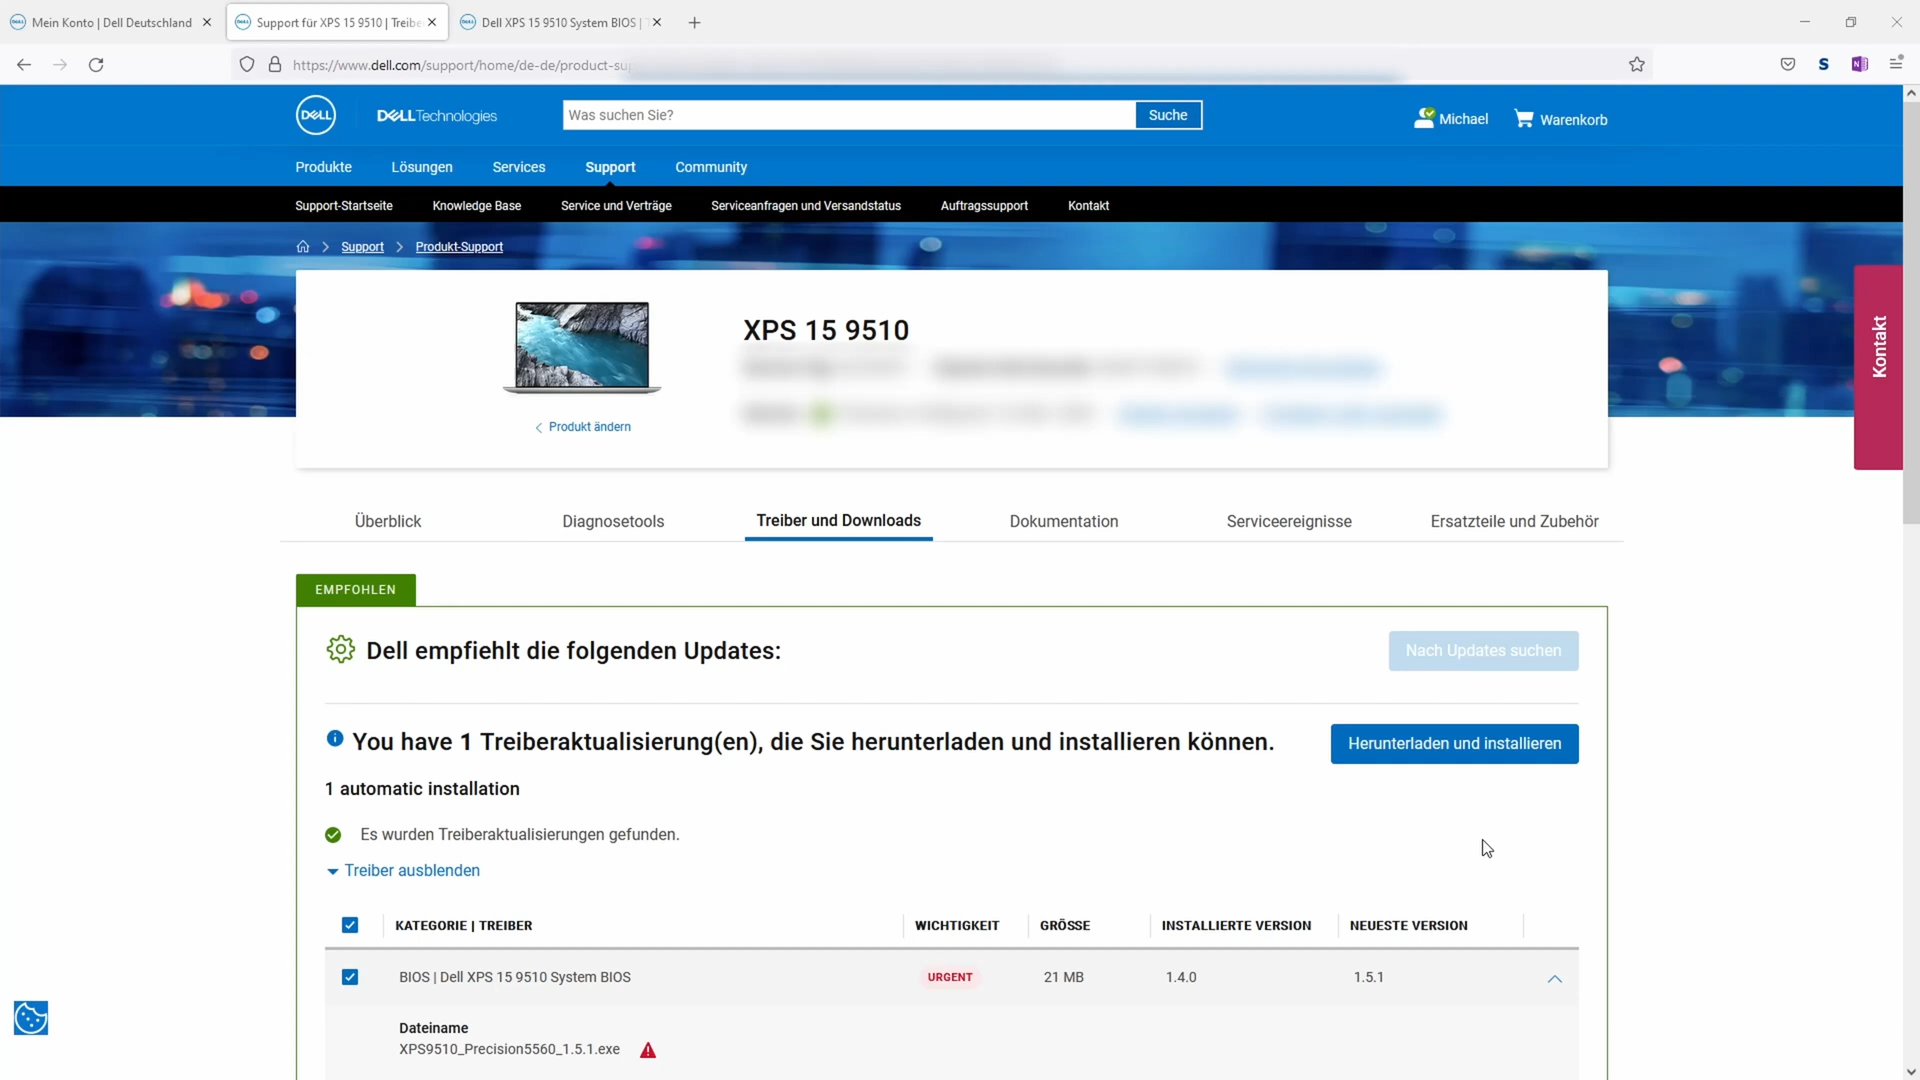 Mein Konto | Dell Deutschland
Support für XPS 15 9510 | Treibe
Dell XPS 15 9510 System BIOS |
https://www.dell.com/support/home/de-de/product-su
DELL
DELLTechnologies
Was suchen Sie?
Suche
Michael
Warenkorb
Produkte
Lösungen
Services
Support
Community
Support-Startseite
Knowledge Base
Service und Verträge
Serviceanfragen und Versandstatus
Auftragssupport
Kontakt
Support
Produkt-Support
Kontakt
XPS 15 9510
Produkt ändern
Überblick
Diagnosetools
Treiber und Downloads
Dokumentation
Serviceereignisse
Ersatzteile und Zubehör
EMPFOHLEN
Dell empfiehlt die folgenden Updates:
Nach Updates suchen
You have 1 Treiberaktualisierung(en), die Sie herunterladen und installieren können.
Herunterladen und installieren
1 automatic installation
Es wurden Treiberaktualisierungen gefunden.
Treiber ausblenden
KATEGORIE | TREIBER
WICHTIGKEIT
GRÖSSE
INSTALLIERTE VERSION
NEUESTE VERSION
BIOS | Dell XPS 15 9510 System BIOS
URGENT
21 MB
1.4.0
1.5.1
Dateiname
XPS9510_Precision5560_1.5.1.exe